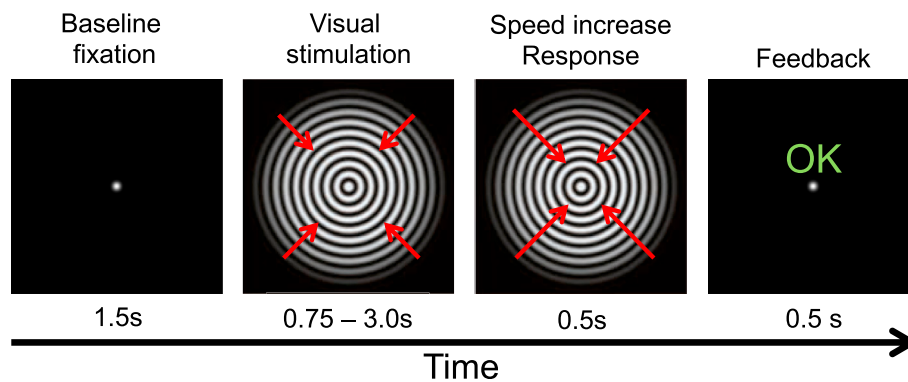 Baseline
fixation
Visual
stimulation
Speed increase
Response
Feedback
OK
1.5s
0.75 – 3.0s
0.5s
0.5 s
Time